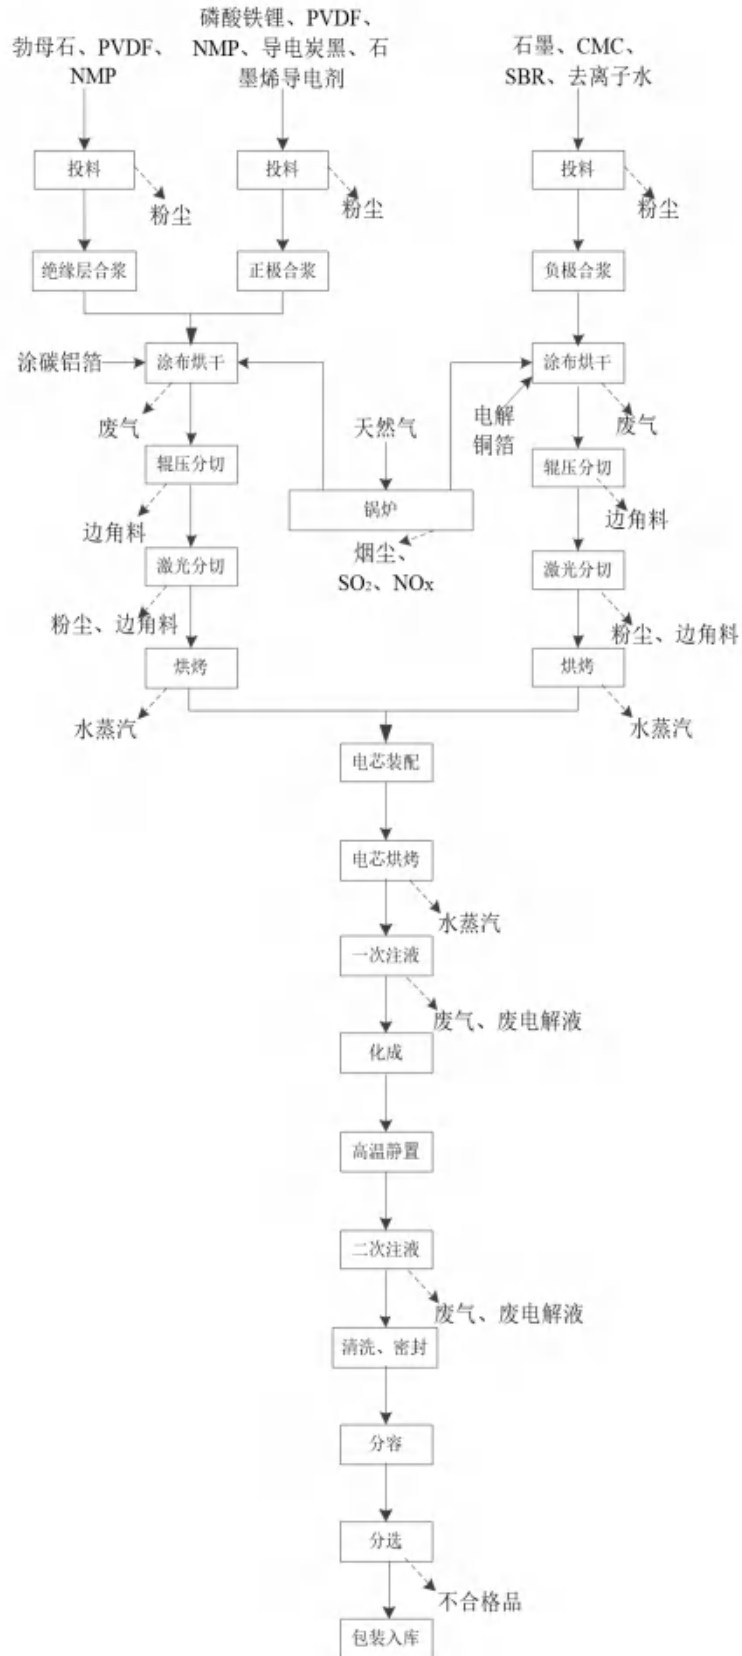 勃母石、PVDF、
NMP
磷酸铁锂、PVDF、
NMP、导电炭黑、石
墨烯导电剂
石墨、CMC、
SBR、去离子水
投料
投料
投料
粉尘
粉尘
粉尘
绝缘层合浆
正极合浆
负极合浆
涂碳铝箔
涂布烘干
涂布烘干
废气
天然气
电解
铜箔
废气
辊压分切
辊压分切
边角料
锅炉
边角料
烟尘、
SO₂、NOx
激光分切
激光分切
粉尘、边角料
粉尘、边角料
烘烤
烘烤
水蒸汽
水蒸汽
电芯装配
电芯烘烤
水蒸汽
一次注液
废气、废电解液
化成
高温静置
二次注液
废气、废电解液
清洗、密封
分容
分选
不合格品
包装入库